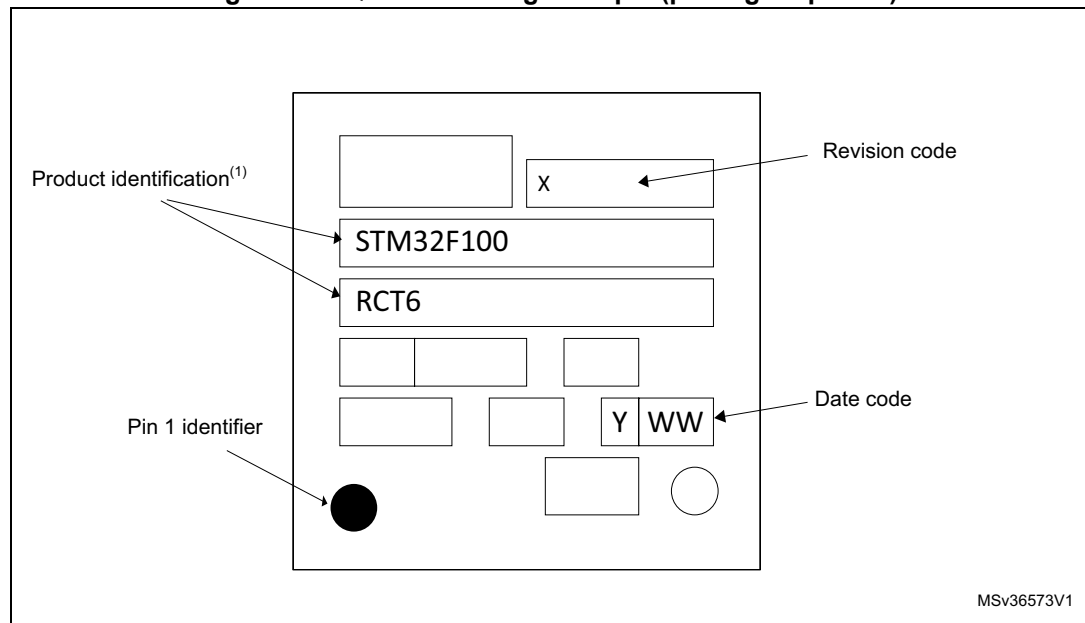 Revision code
Product identification(1)
X
STM32F100
RCT6
Date code
Y WW
Pin 1 identifier
MSv36573V1